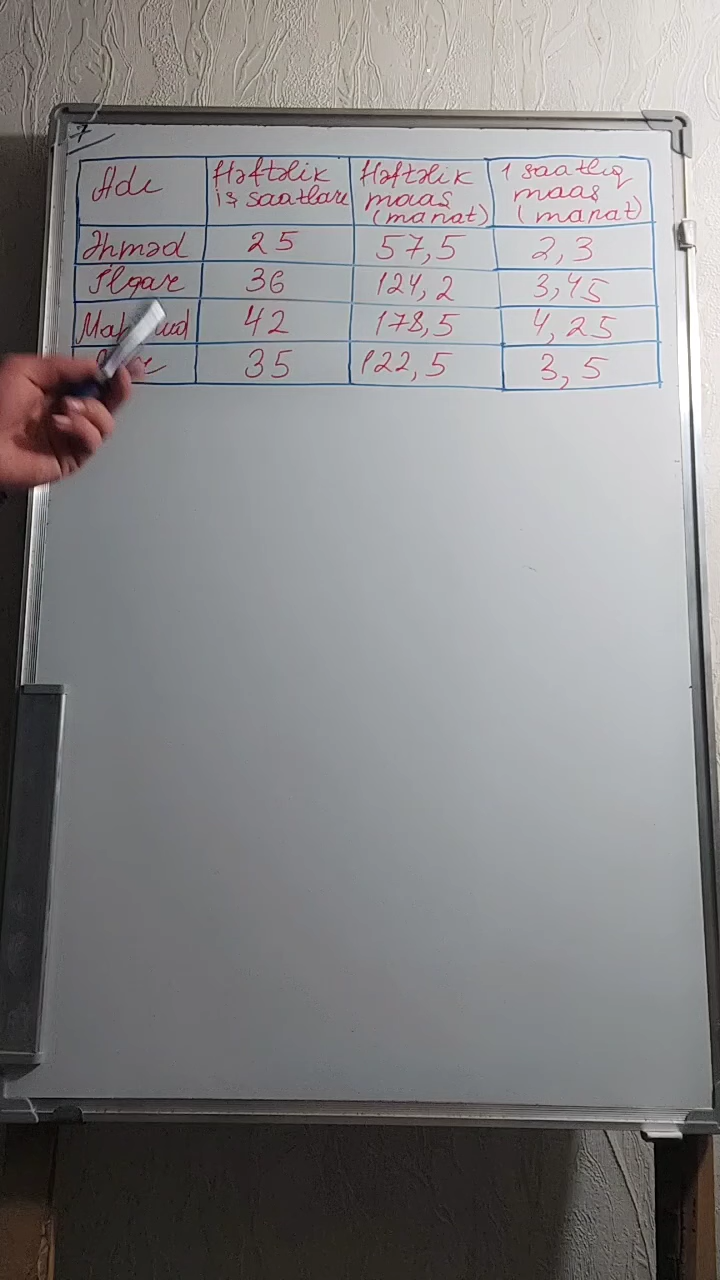 7
Adı Həftəlik iş saatları Həftəlik maaş (manat) 1 saatlıq maaş (manat)
Əhməd 25 57,5 2,3
İlqar 36 124,2 3,45
42 178,5 4,25
35 122,5 3,5